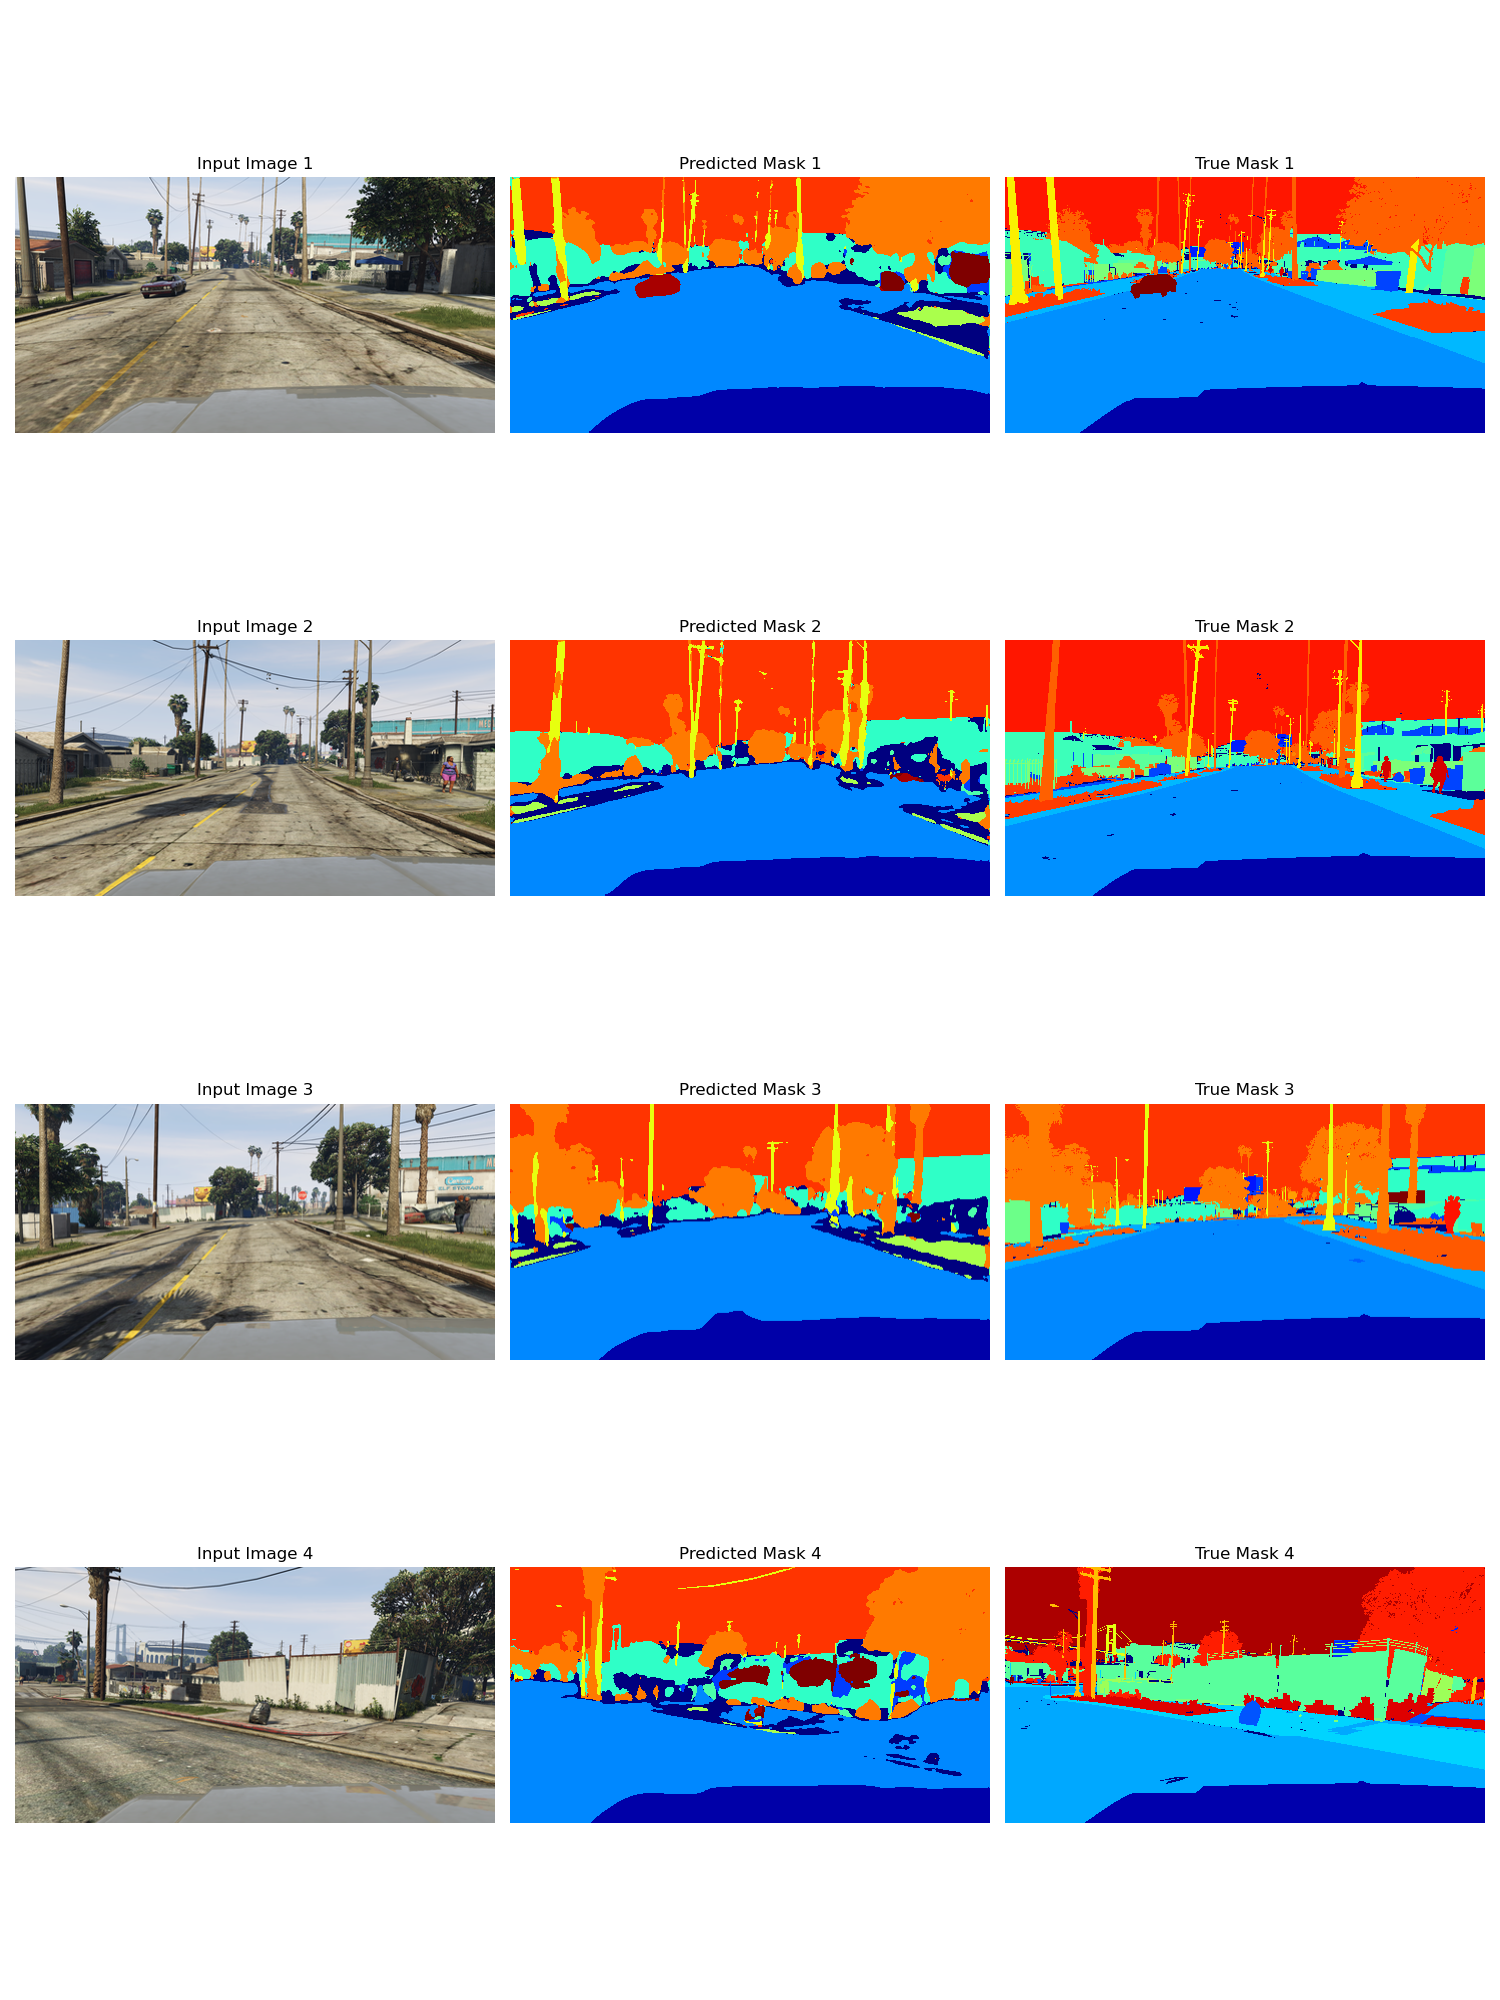 Input Image 1
Predicted Mask 1
True Mask 1
Input Image 2
Predicted Mask 2
True Mask 2
Input Image 3
Predicted Mask 3
True Mask 3
Input Image 4
Predicted Mask 4
True Mask 4